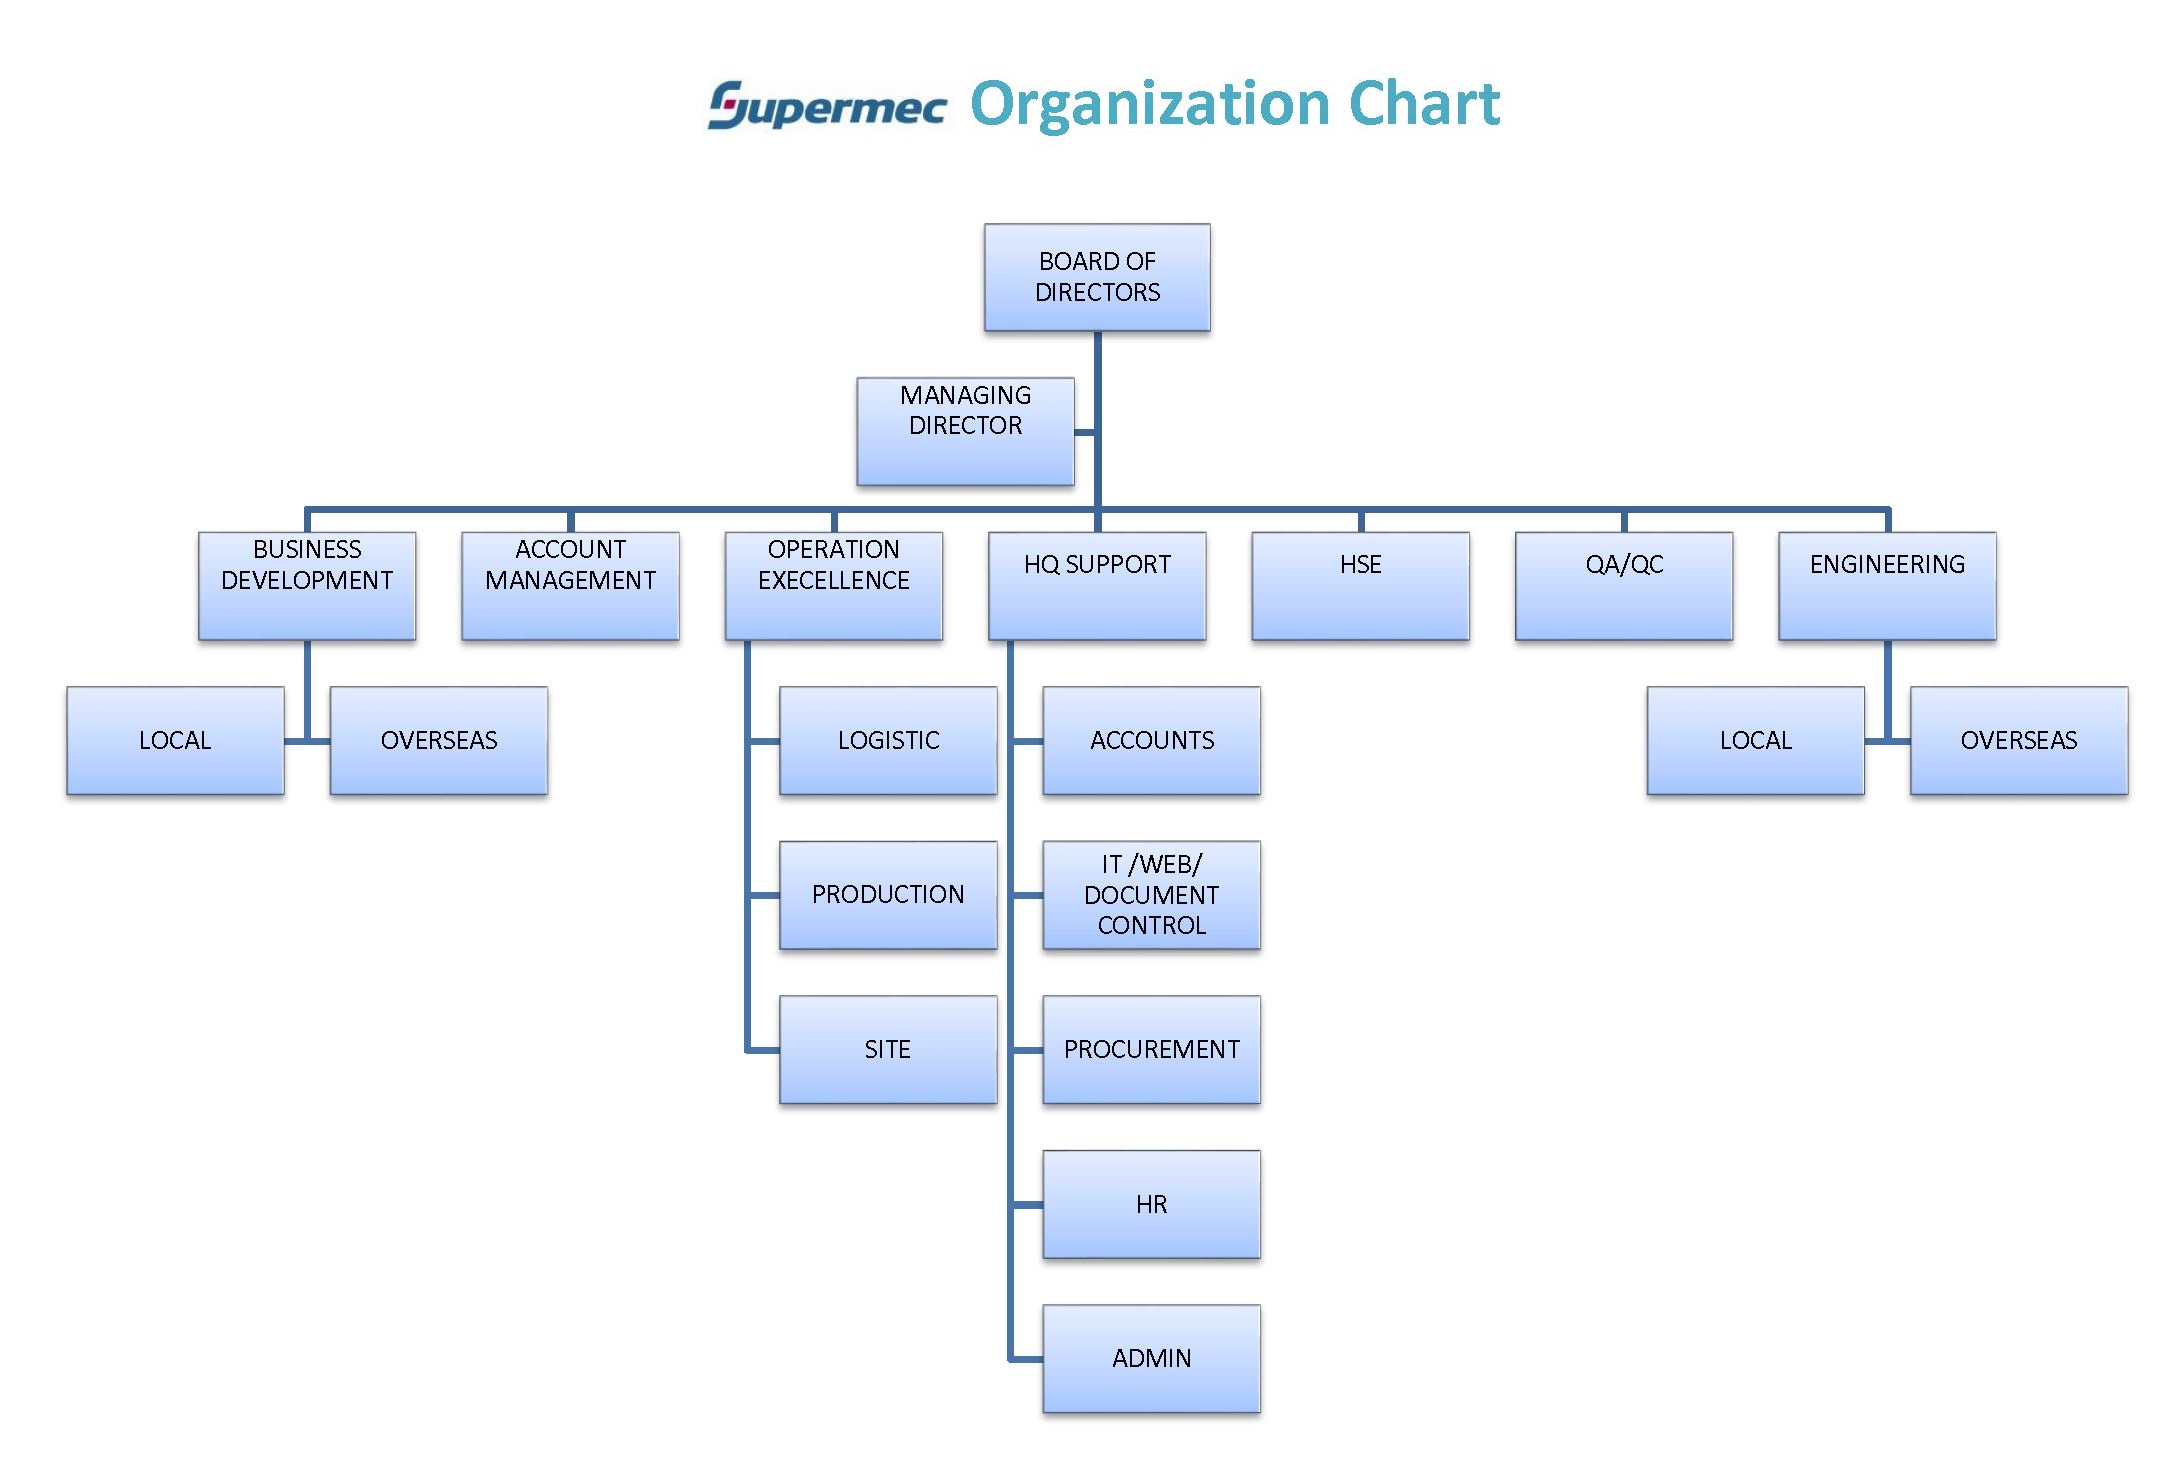 Supermec Organization Chart
BOARD OF
DIRECTORS
MANAGING
DIRECTOR
BUSINESS
DEVELOPMENT
ACCOUNT
MANAGEMENT
OPERATION
EXECELLENCE
HQ SUPPORT
HSE
QA/QC
ENGINEERING
LOCAL
OVERSEAS
LOGISTIC
ACCOUNTS
LOCAL
OVERSEAS
PRODUCTION
IT /WEB/
DOCUMENT
CONTROL
SITE
PROCUREMENT
HR
ADMIN